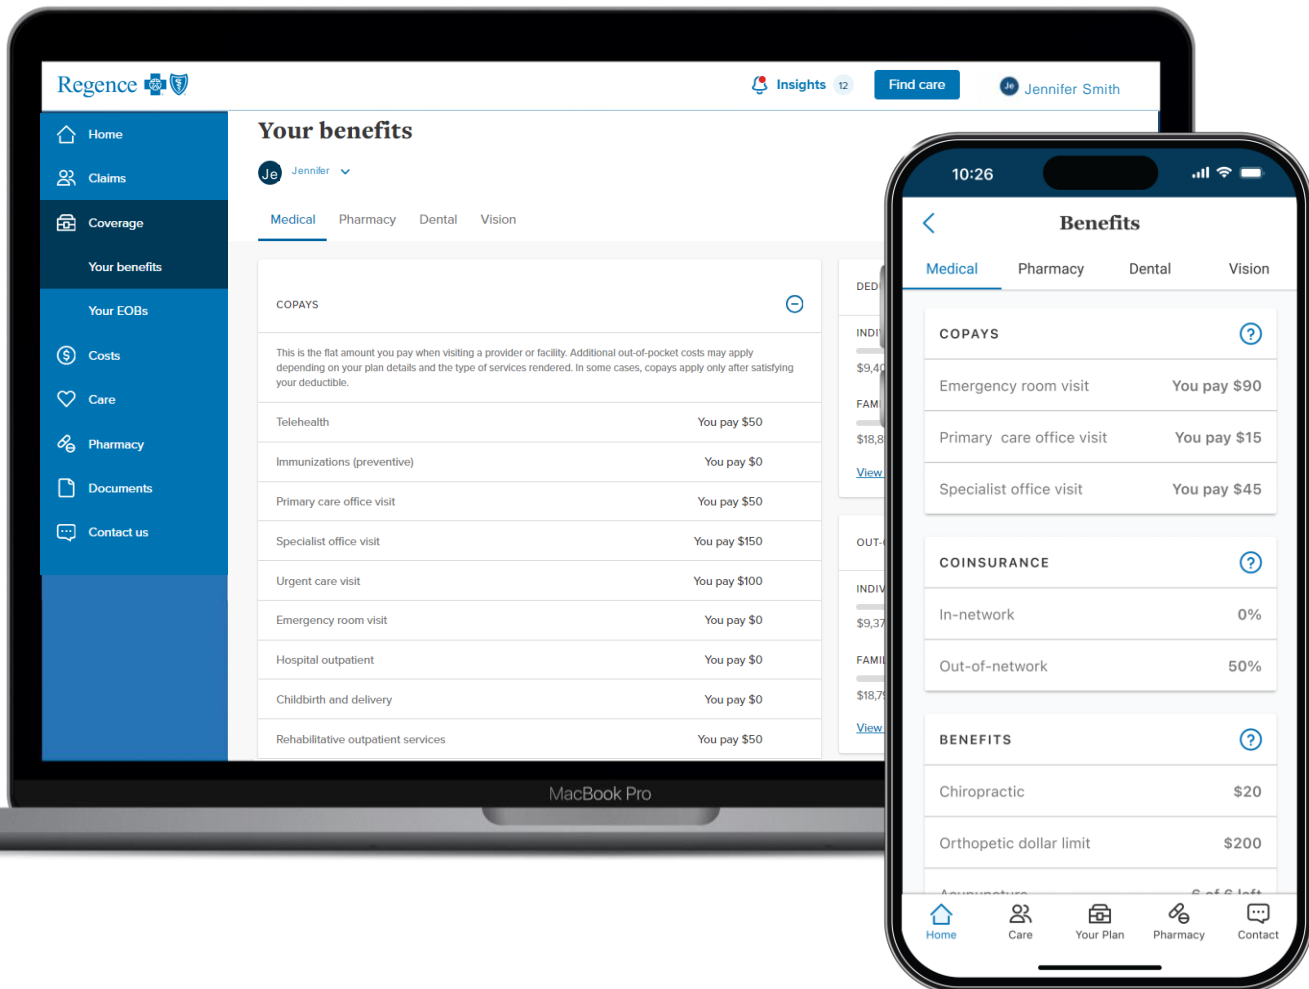 Regence
Insights 12
Find care
Je Jennifer Smith
Home
Claims
Coverage
Your benefits
Your EOBs
Costs
Care
Pharmacy
Documents
Contact us
Your benefits
Je Jennifer
Medical Pharmacy Dental Vision
COPAYS
This is the flat amount you pay when visiting a provider or facility. Additional out-of-pocket costs may apply
depending on your plan details and the type of services rendered. In some cases, copays apply only after satisfying
your deductible.
Telehealth You pay $50
Immunizations (preventive) You pay $0
Primary care office visit You pay $50
Specialist office visit You pay $150
Urgent care visit You pay $100
Emergency room visit You pay $0
Hospital outpatient You pay $0
Childbirth and delivery You pay $0
Rehabilitative outpatient services You pay $50
View
View
MacBook Pro
10:26
Benefits
Medical Pharmacy Dental Vision
COPAYS
Emergency room visit You pay $90
Primary care office visit You pay $15
Specialist office visit You pay $45
COINSURANCE
In-network 0%
Out-of-network 50%
BENEFITS
Chiropractic $20
Orthopetic dollar limit $200
Acupuncture 6 of 6 left
Home Care Your Plan Pharmacy Contact